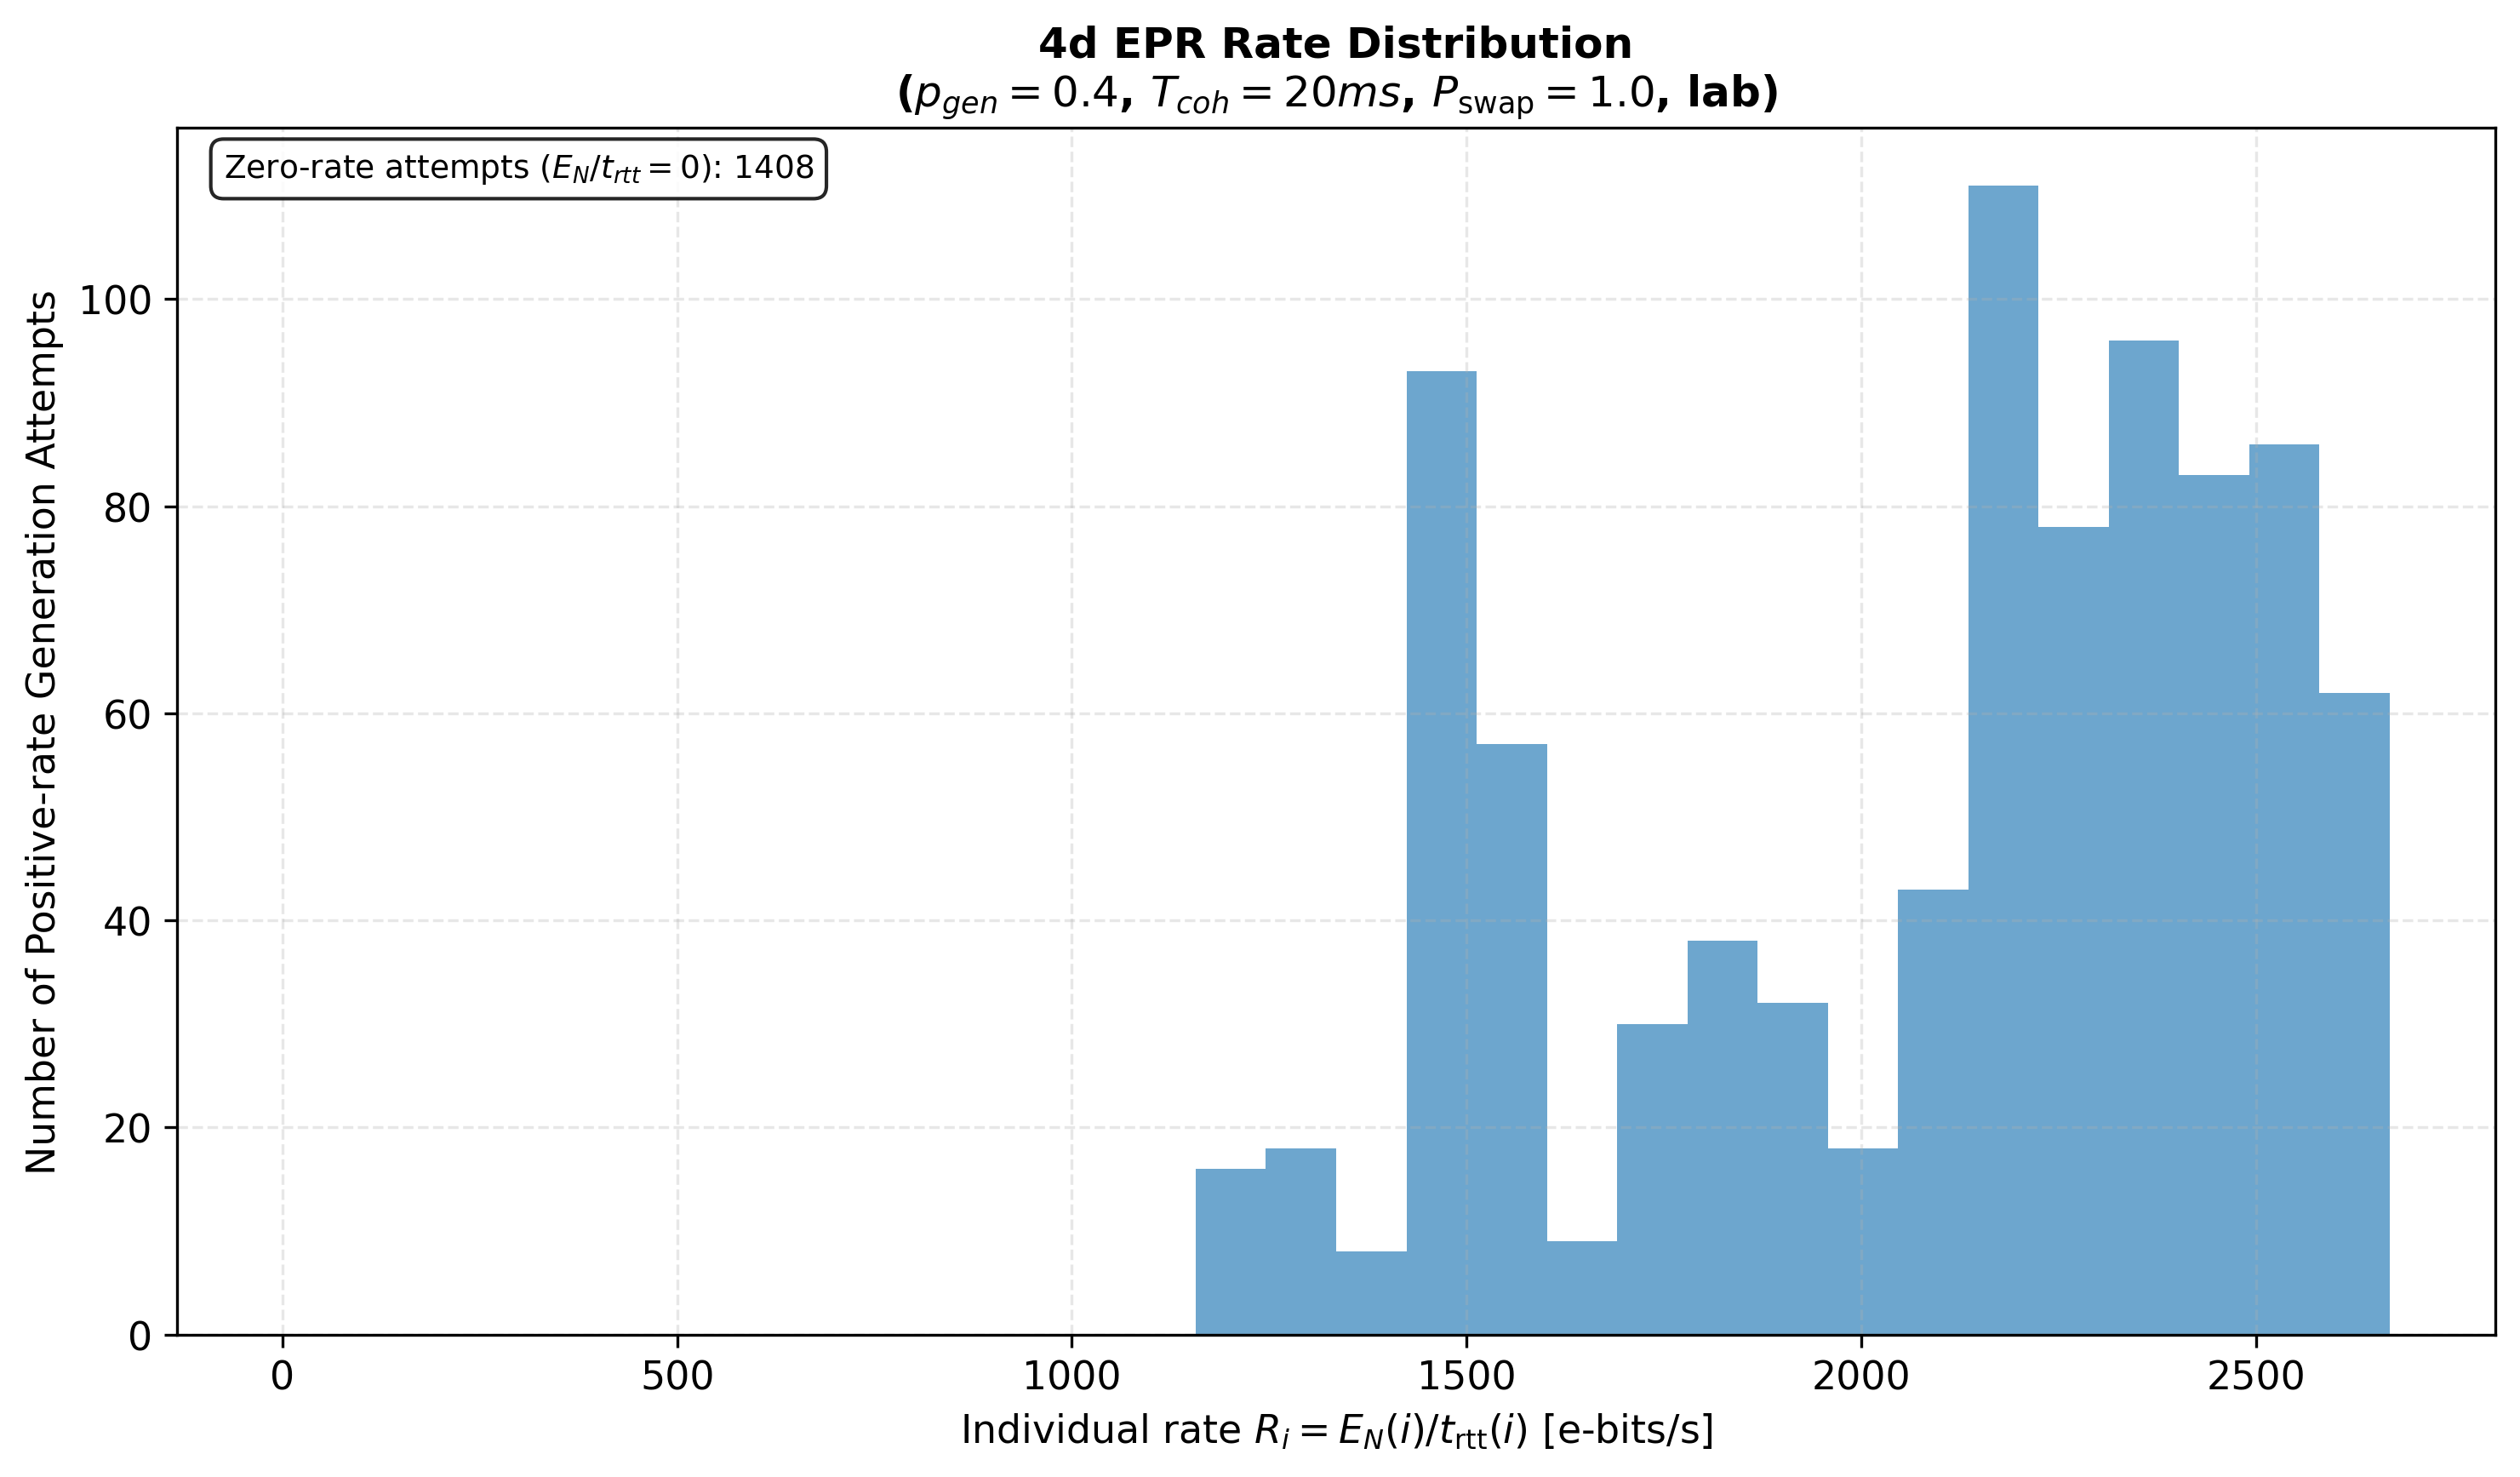 4d EPR Rate Distribution
(p_gen = 0.4, T_coh = 20ms, P_swap = 1.0, lab)
Zero-rate attempts (E_N/t_rtt = 0): 1408
Number of Positive-rate Generation Attempts
100
80
60
40
20
0
0 500 1000 1500 2000 2500
Individual rate R_i = E_N(i)/t_rtt(i) [e-bits/s]